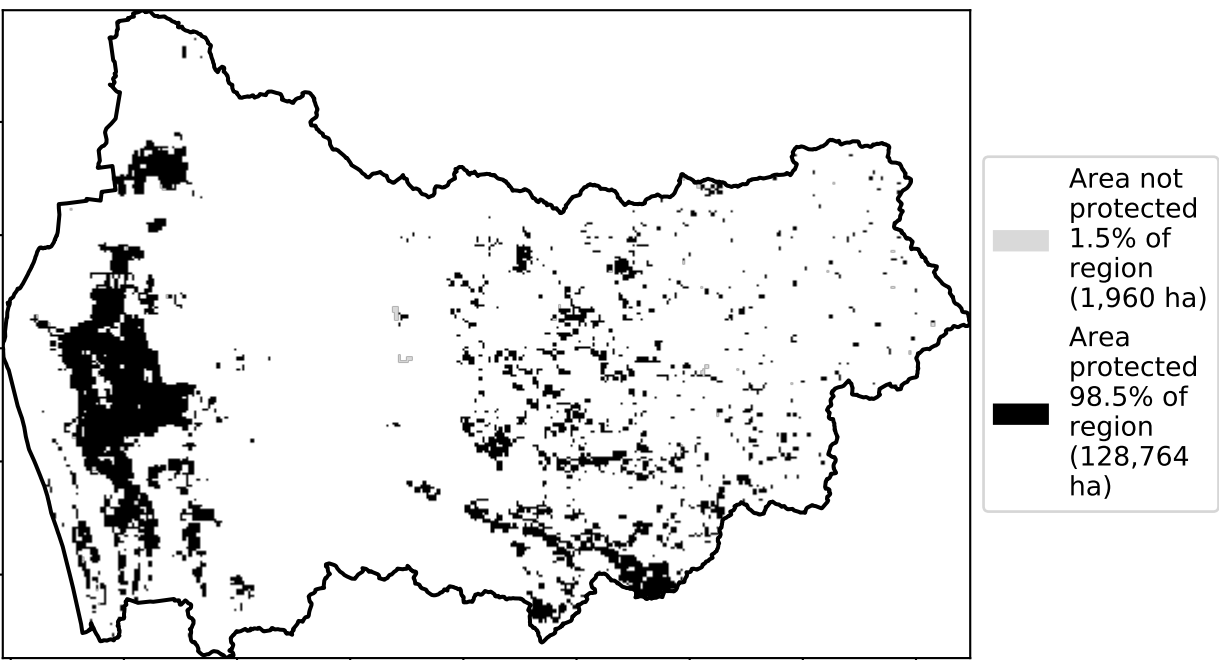 Area not
protected
1.5% of
region
(1,960 ha)
Area
protected
98.5% of
region
(128,764
ha)